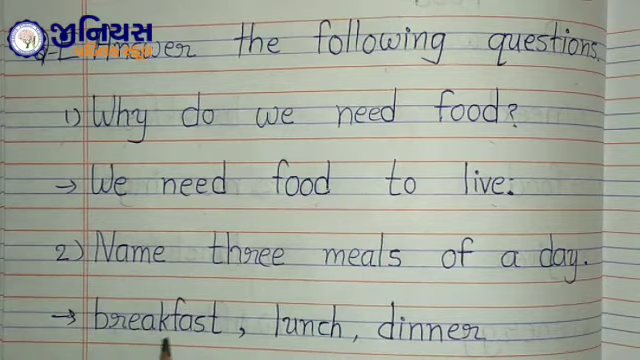 જીનિયસ
Answer the following questions.
1) Why do we need food?
→ We need food to live.
2) Name three meals of a day.
→ breakfast, lunch, dinner